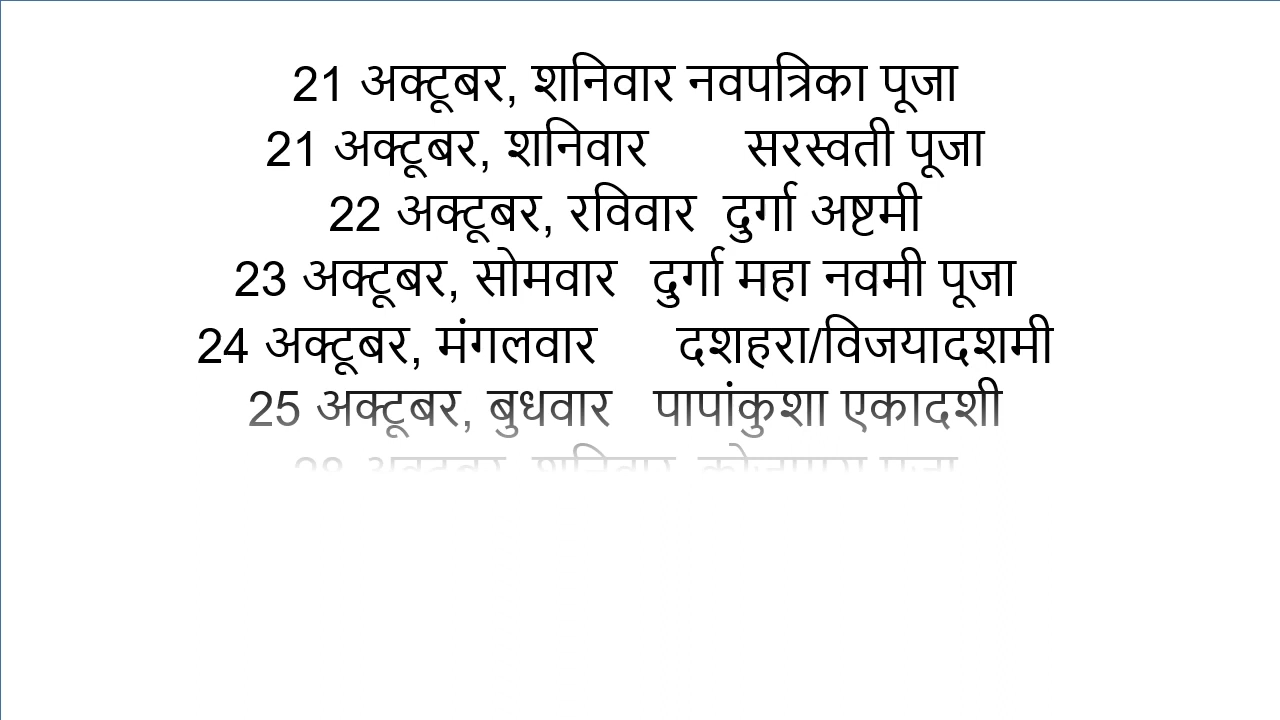 21 अक्टूबर, शनिवार नवपत्रिका पूजा
21 अक्टूबर, शनिवार सरस्वती पूजा
22 अक्टूबर, रविवार दुर्गा अष्टमी
23 अक्टूबर, सोमवार दुर्गा महा नवमी पूजा
24 अक्टूबर, मंगलवार दशहरा/विजयादशमी
25 अक्टूबर, बुधवार पापांकुशा एकादशी